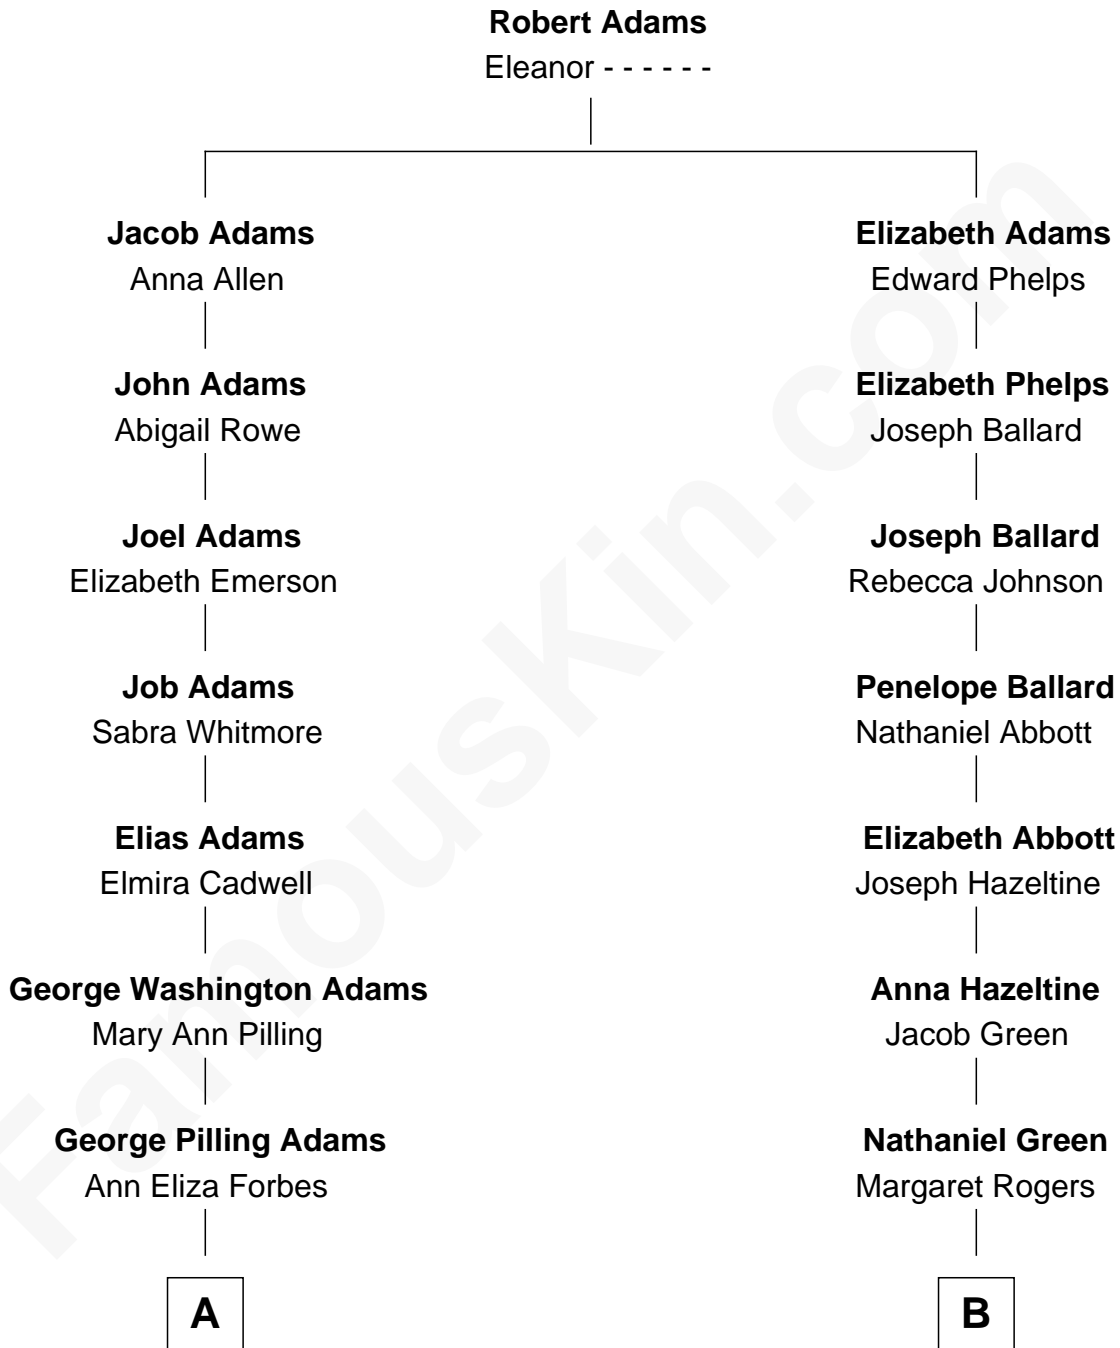 Robert Adams
Eleanor - - - - - -
Jacob Adams
Anna Allen
Elizabeth Adams
Edward Phelps
John Adams
Abigail Rowe
Elizabeth Phelps
Joseph Ballard
Joel Adams
Elizabeth Emerson
Joseph Ballard
Rebecca Johnson
Job Adams
Sabra Whitmore
Penelope Ballard
Nathaniel Abbott
Elias Adams
Elmira Cadwell
Elizabeth Abbott
Joseph Hazeltine
George Washington Adams
Mary Ann Pilling
Anna Hazeltine
Jacob Green
George Pilling Adams
Ann Eliza Forbes
Nathaniel Green
Margaret Rogers
A
B
FamousKin.com